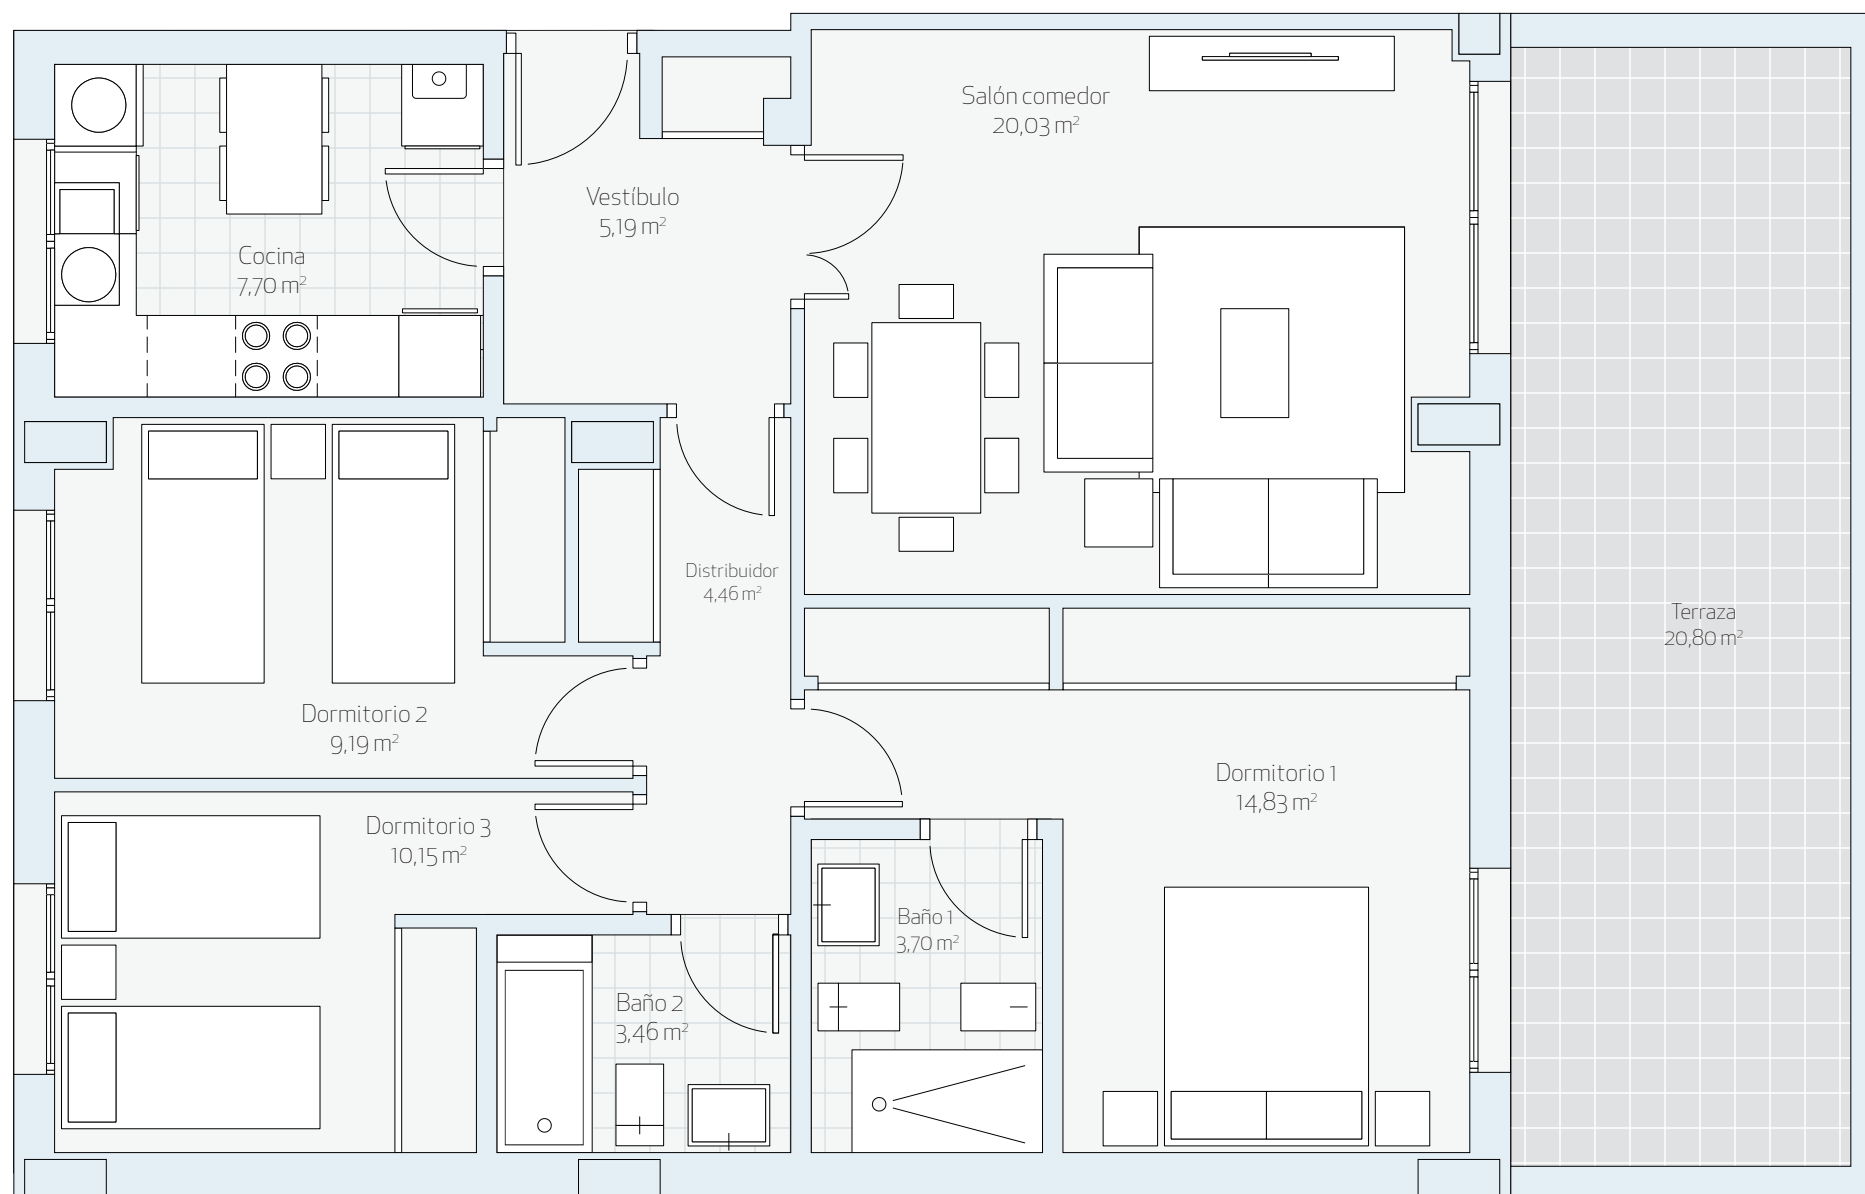 Salón comedor
20,03 m²
Vestíbulo
5,19 m²
Cocina
7,70 m²
Distribuidor
4,46 m²
Terraza
20,80 m²
Dormitorio 2
9,19 m²
Dormitorio 1
14,83 m²
Dormitorio 3
10,15 m²
Baño 1
3,70 m²
Baño 2
3,46 m²